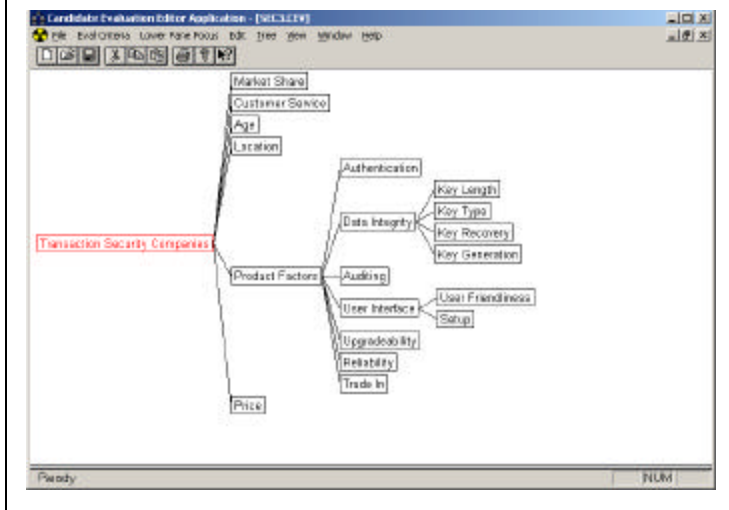 Candidate Evaluation Editor Application - [SEC3.CEV]
File Eval Criteria Lower Pane Focus Edit Tree View Window Help
Market Share
Customer Service
Age
Location
Authentication
Key Length
Data Integrity
Key Type
Key Recovery
Transaction Security Companies
Key Generation
Product Factors
Auditing
User Interface
User Friendliness
Setup
Upgradeability
Reliability
Trade In
Price
Ready
NUM